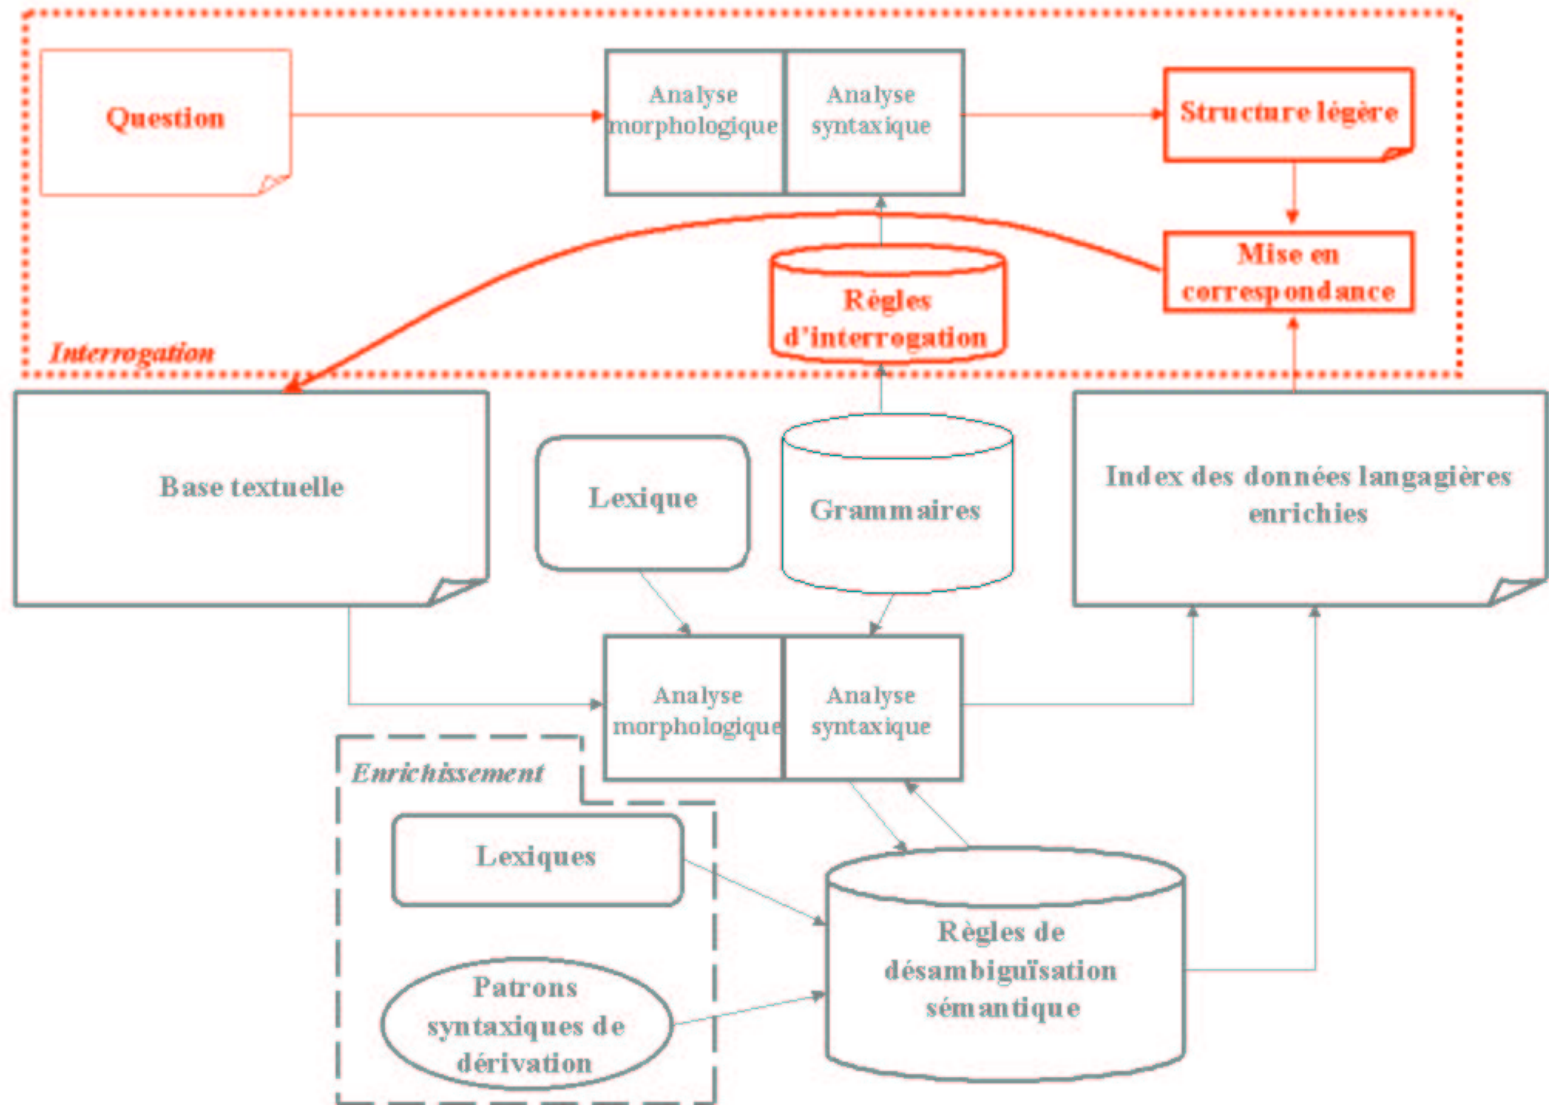 Question
Analyse
morphologique
Analyse
syntaxique
Structure légère
Mise en
correspondance
Règles
d'interrogation
Interrogation
Base textuelle
Lexique
Grammaires
Index des données langagières
enrichies
Analyse
morphologique
Analyse
syntaxique
Enrichissement
Lexiques
Patrons
syntaxiques de
dérivation
Règles de
désambiguïsation
sémantique